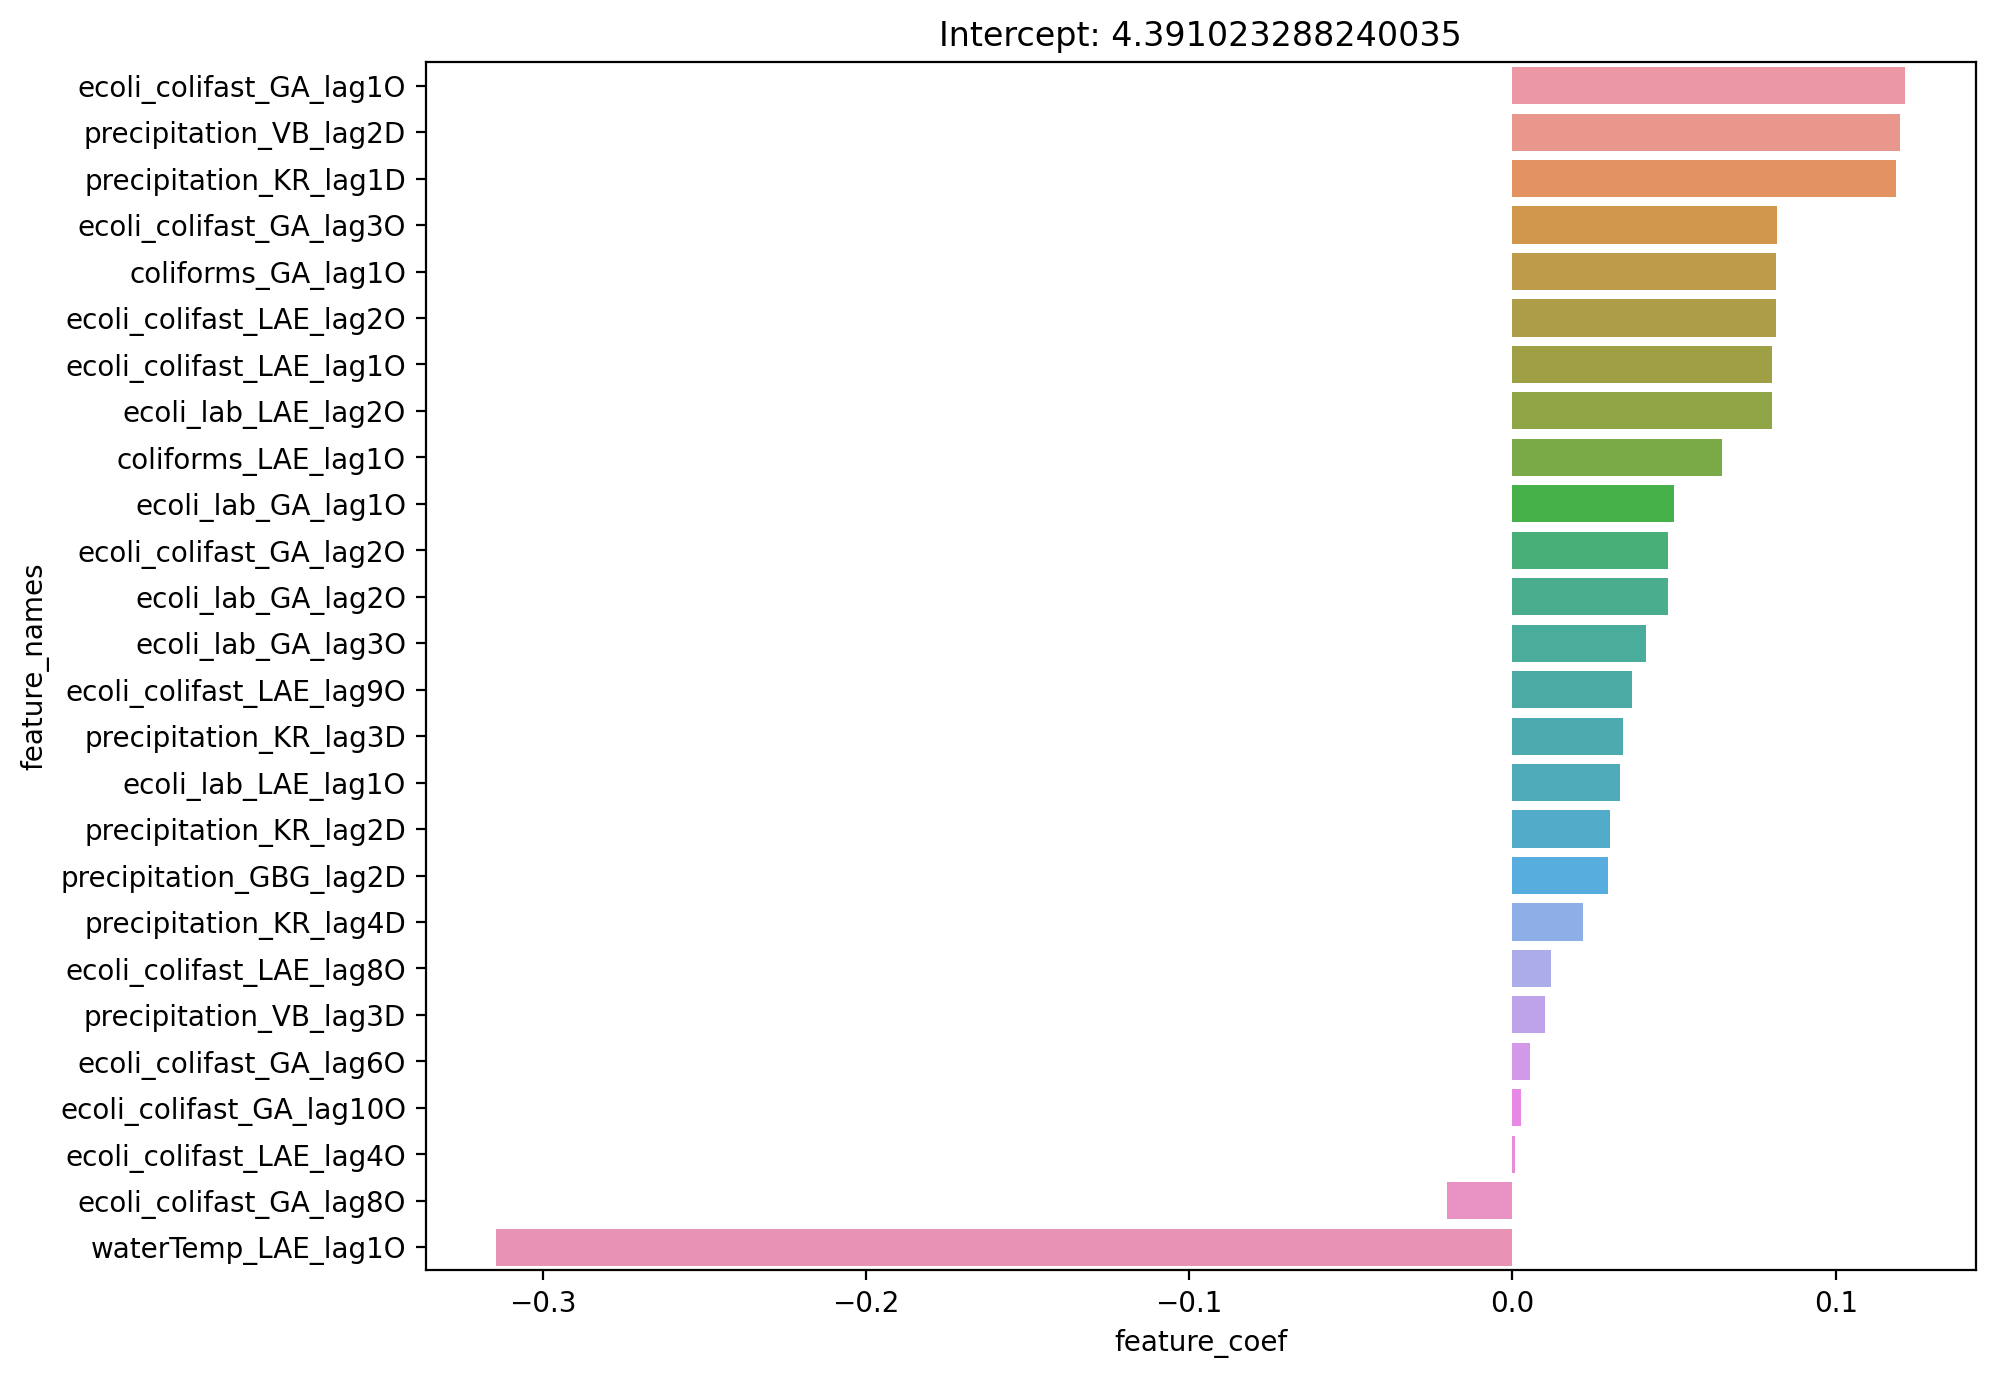 Intercept: 4.391023288240035
ecoli_colifast_GA_lag1O
precipitation_VB_lag2D
precipitation_KR_lag1D
ecoli_colifast_GA_lag3O
coliforms_GA_lag1O
ecoli_colifast_LAE_lag2O
ecoli_colifast_LAE_lag1O
ecoli_lab_LAE_lag2O
coliforms_LAE_lag1O
ecoli_lab_GA_lag1O
ecoli_colifast_GA_lag2O
ecoli_lab_GA_lag2O
ecoli_lab_GA_lag3O
ecoli_colifast_LAE_lag9O
precipitation_KR_lag3D
ecoli_lab_LAE_lag1O
precipitation_KR_lag2D
precipitation_GBG_lag2D
precipitation_KR_lag4D
ecoli_colifast_LAE_lag8O
precipitation_VB_lag3D
ecoli_colifast_GA_lag6O
ecoli_colifast_GA_lag10O
ecoli_colifast_LAE_lag4O
ecoli_colifast_GA_lag8O
waterTemp_LAE_lag1O
feature_names
−0.3 −0.2 −0.1 0.0 0.1
feature_coef